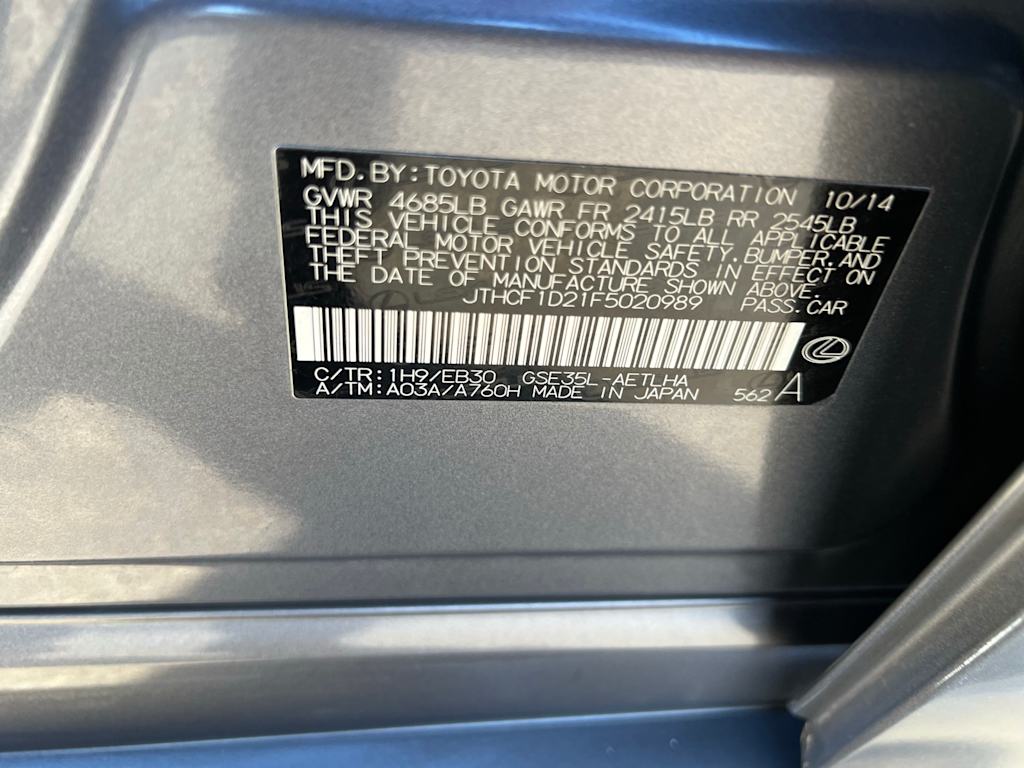 MFD.BY:TOYOTA MOTOR CORPORATION 10/14
GVWR 4685LB GAWR FR 2415LB RR 2545LB
THIS VEHICLE CONFORMS TO ALL APPLICABLE
FEDERAL MOTOR VEHICLE SAFETY.BUMPER.AND
THEFT PREVENTION STANDARDS IN EFFECT ON
THE DATE OF MANUFACTURE SHOWN ABOVE.
JTHCF1D21F5020989 PASS.CAR
C/TR:1H9/EB30 GSE35L-AETLHA
A/TM:A03A/A760H MADE IN JAPAN 562 A